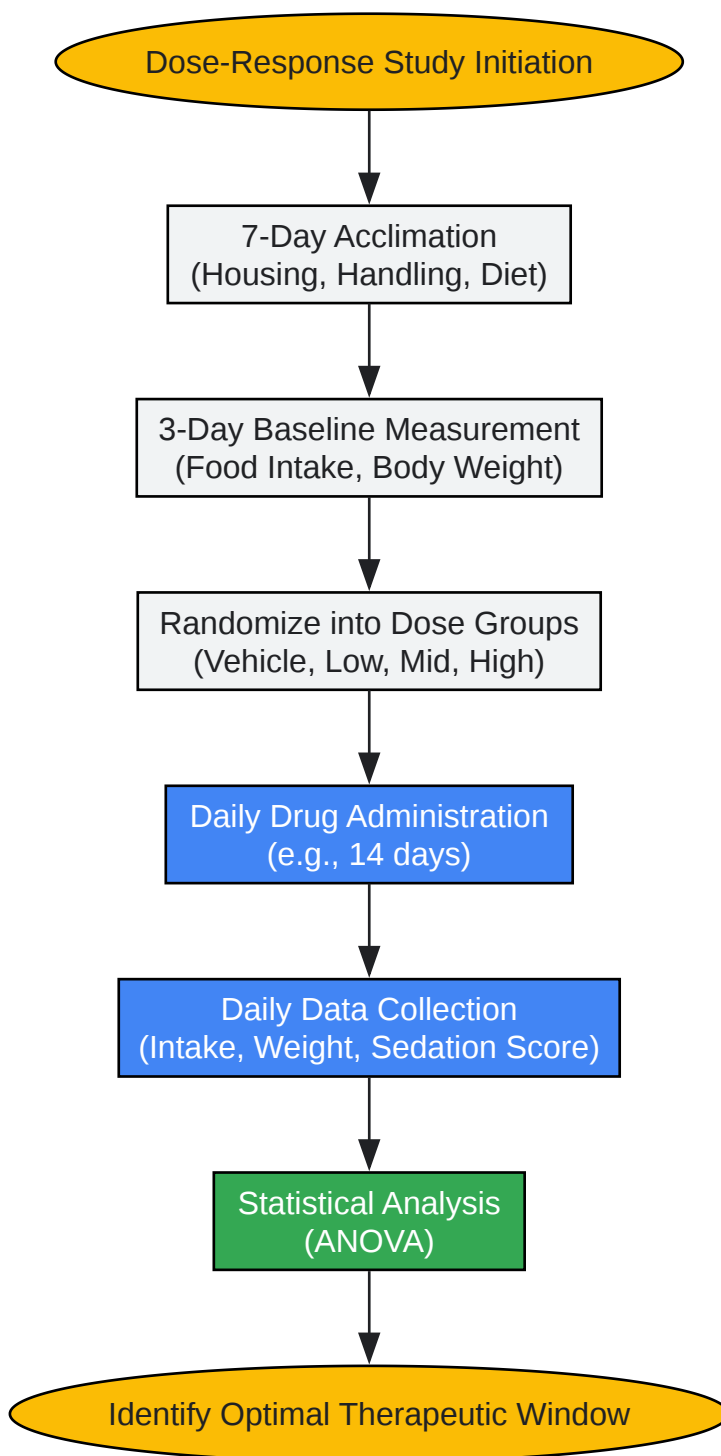 Dose-Response Study Initiation
7-Day Acclimation
(Housing, Handling, Diet)
3-Day Baseline Measurement
(Food Intake, Body Weight)
Randomize into Dose Groups
(Vehicle, Low, Mid, High)
Daily Drug Administration
(e.g., 14 days)
Daily Data Collection
(Intake, Weight, Sedation Score)
Statistical Analysis
(ANOVA)
Identify Optimal Therapeutic Window